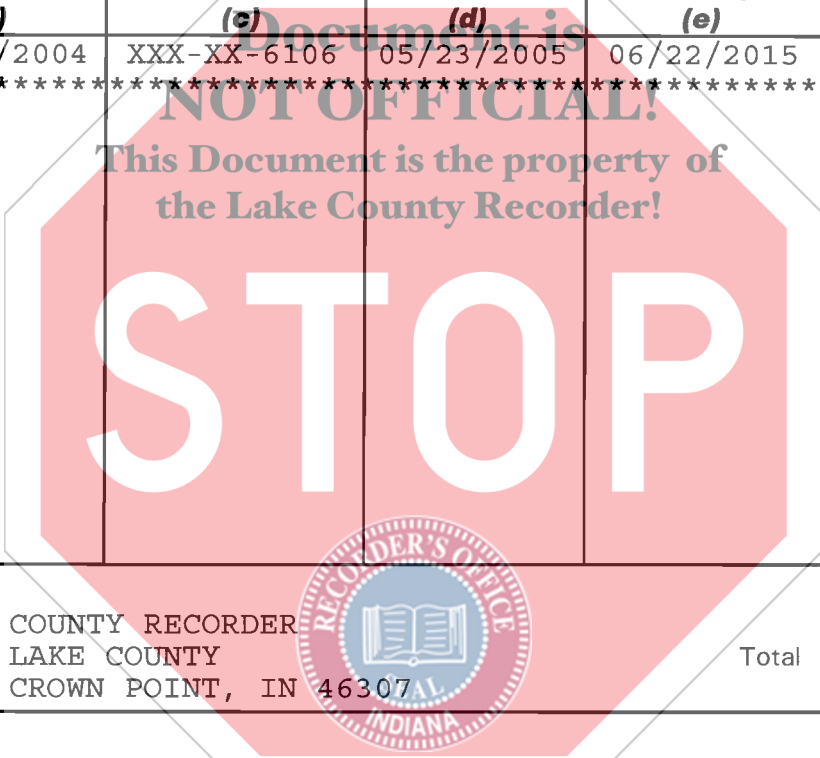 ) (c) (d) (e)
Document is
/2004 XXX-XX-6106 05/23/2005 06/22/2015
*****************************************************
NOT OFFICIAL!
This Document is the property of
the Lake County Recorder!
STOP
RECORDER'S OFFICE
COUNTY RECORDER
LAKE COUNTY Total
CROWN POINT, IN 46307
SEAL
INDIANA